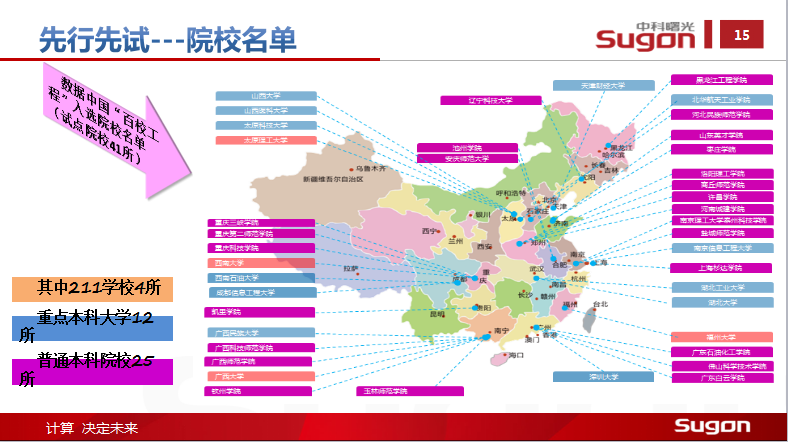 先行先试---院校名单
中科曙光
Sugon
15
数据中国“百校工
程”入选院校名单
（试点院校41所）
其中211学校4所
重点本科大学12
所
普通本科院校25
所
山西大学
山西医科大学
太原科技大学
太原理工大学
重庆三峡学院
重庆第二师范学院
重庆科技学院
西南大学
西南石油大学
成都信息工程大学
凯里学院
广西民族大学
广西科技师范学院
广西师范学院
广西大学
钦州学院
玉林师范学院
辽宁科技大学
池州学院
安庆师范大学
天津财经大学
黑龙江工程学院
北华航天工业学院
河北民族师范学院
山东英才学院
枣庄学院
洛阳理工学院
商丘师范学院
许昌学院
河南城建学院
南京理工大学泰州科技学院
盐城师范学院
南京信息工程大学
上海杉达学院
湖北工业大学
湖北大学
福州大学
广东石油化工学院
佛山科学技术学院
广东白云学院
深圳大学
乌鲁木齐
新疆维吾尔自治区
拉萨
西宁
兰州
银川
呼和浩特
西安
太原
石家庄
北京
天津
济南
郑州
黑龙江
哈尔滨
长春
吉林
沈阳
南京
上海
合肥
杭州
武汉
南昌
长沙
赣州
福建
台北
成都
重
庆
贵阳
昆明
南宁
广州
香港
澳门
海口
计算 决定未来
Sugon